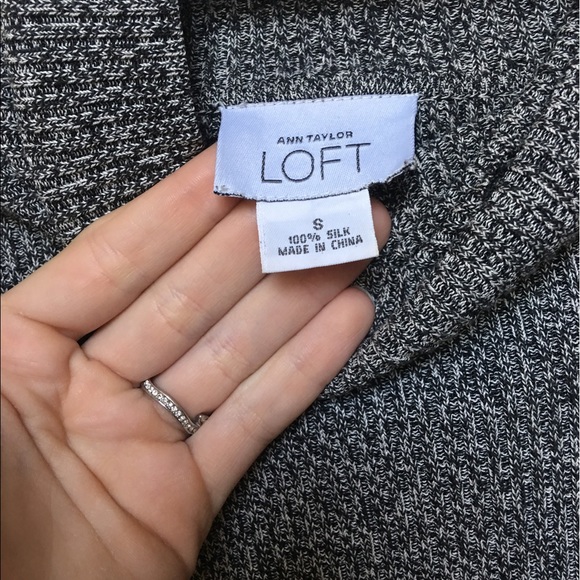 ANN TAYLOR
LOFT
S
100% SILK
MADE IN CHINA